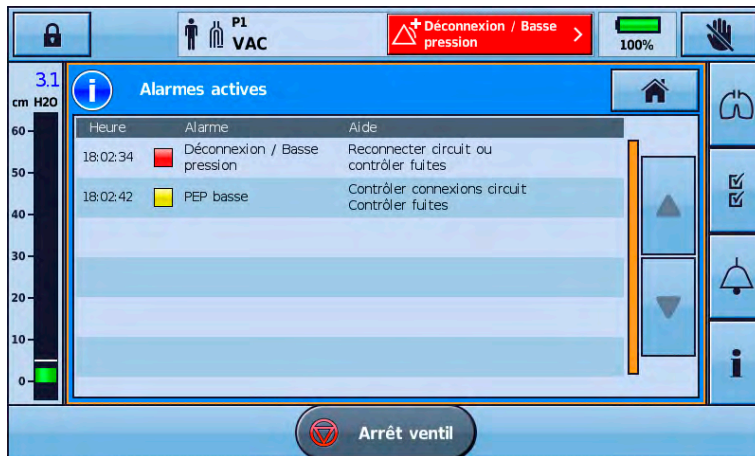 P1
VAC
Déconnexion / Basse
pression
100%
3.1
cm H2O
60
50
40
30
20
10
0
Alarmes actives
Heure Alarme Aide
18:02:34 Déconnexion / Basse Reconnecter circuit ou
pression contrôler fuites
18:02:42 PEP basse Contrôler connexions circuit
Contrôler fuites
Arrêt ventil